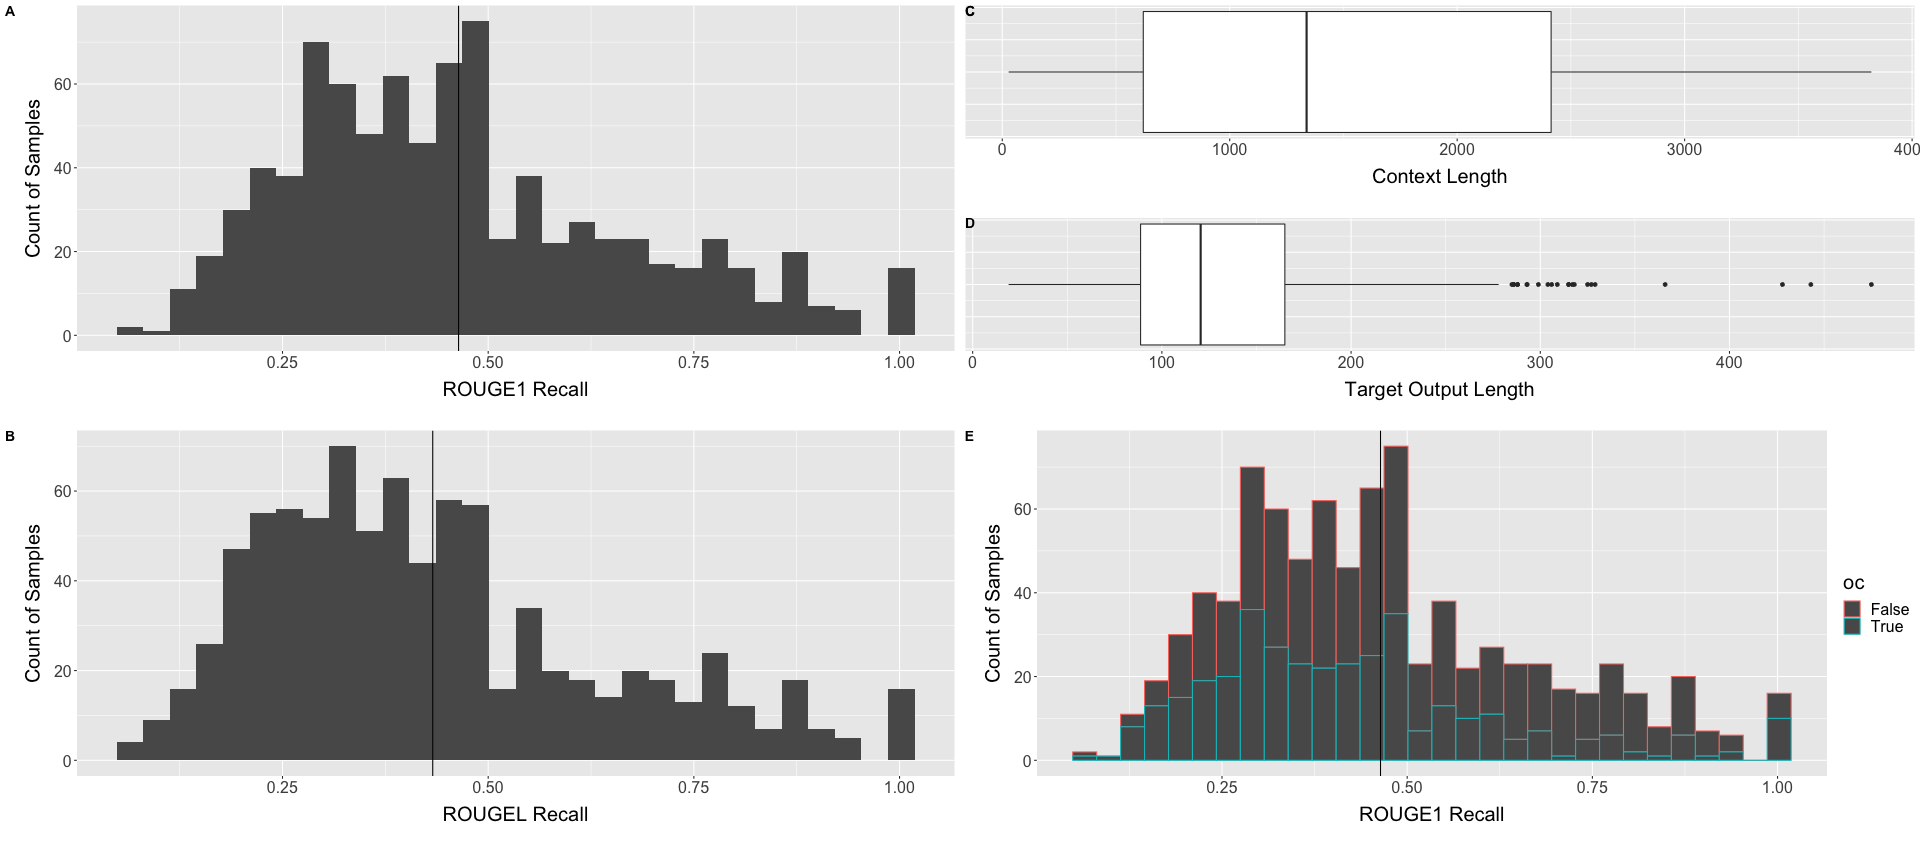 A
Count of Samples
60
40
20
0
0.25 0.50 0.75 1.00
ROUGE1 Recall
B
Count of Samples
60
40
20
0
0.25 0.50 0.75 1.00
ROUGEL Recall
C
0 1000 2000 3000 400
Context Length
D
0 100 200 300 400
Target Output Length
E
Count of Samples
60
40
20
0
0.25 0.50 0.75 1.00
ROUGE1 Recall
oc
False
True